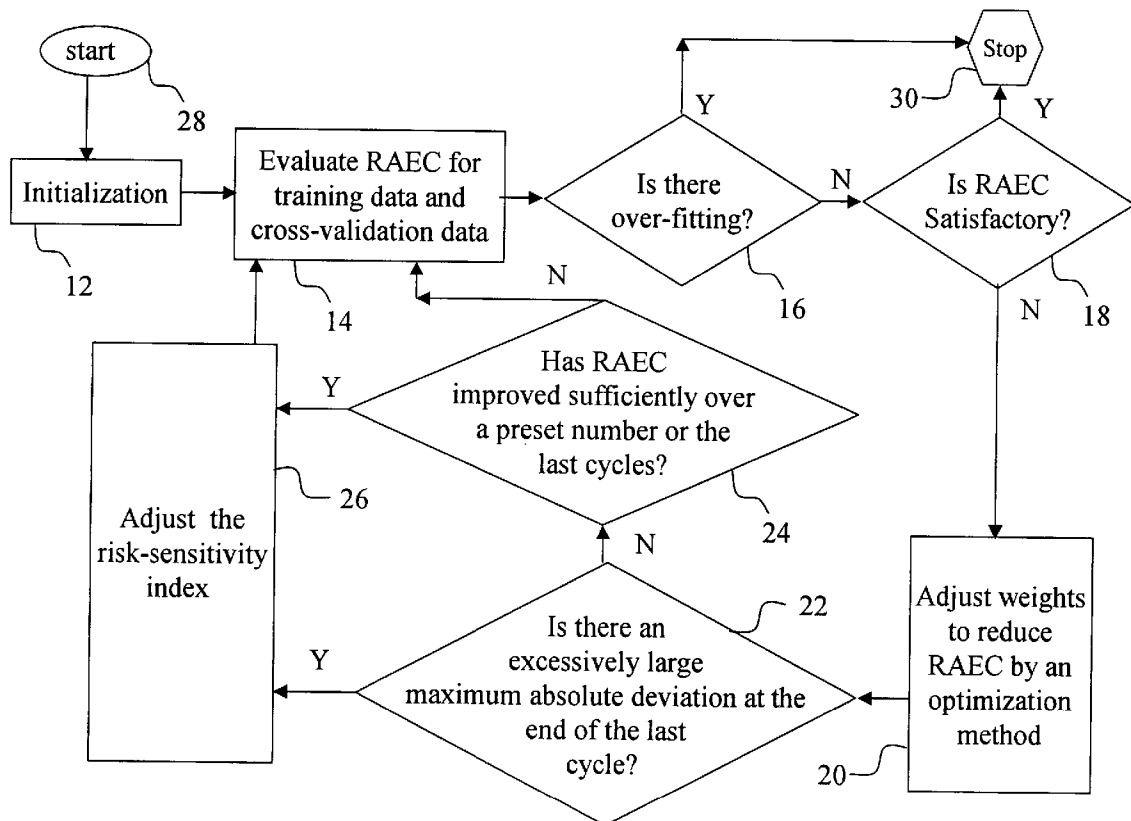 start
28
Initialization
12
Evaluate RAEC for
training data and
cross-validation data
14
Y
Is there
over-fitting?
16
N
Stop
30
Y
Is RAEC
Satisfactory?
18
N
N
Has RAEC
improved sufficiently over
a preset number or the
last cycles?
24
Y
26
Adjust the
risk-sensitivity
index
N
22
Is there an
excessively large
maximum absolute deviation at the
end of the last
cycle?
Y
Adjust weights
to reduce
RAEC by an
optimization
method
20